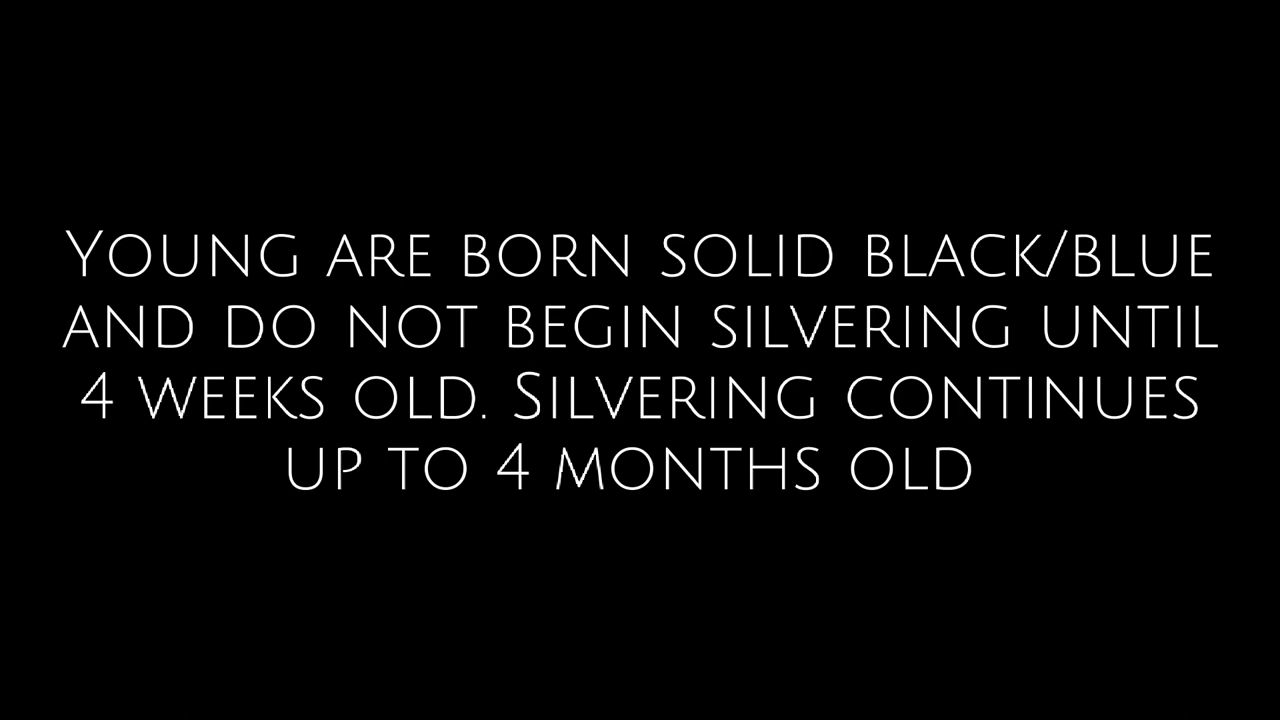 Young are born solid black/blue
and do not begin silvering until
4 weeks old. Silvering continues
up to 4 months old